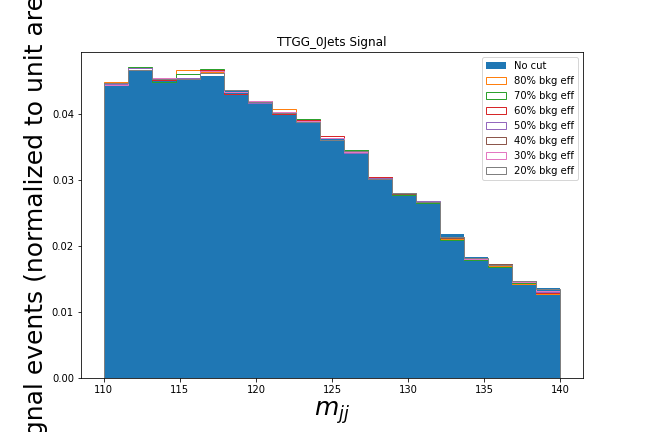 TTGG_0Jets Signal
No cut
80% bkg eff
70% bkg eff
60% bkg eff
50% bkg eff
40% bkg eff
30% bkg eff
20% bkg eff
gnal events (normalized to unit are
0.04
0.03
0.02
0.01
0.00
110 115 120 125 130 135 140
m_{jj}